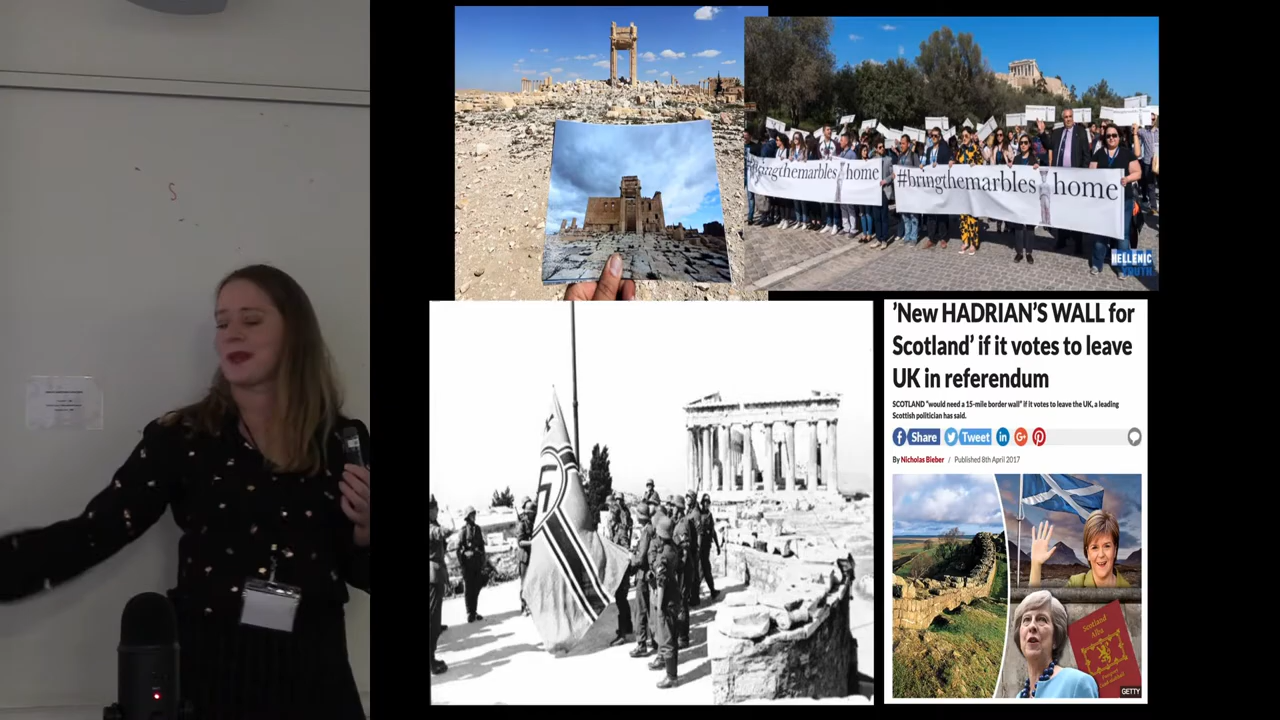 S
#bringthemarbles home
#bringthemarbles home
HELLENIC
YOUTH
'New HADRIAN'S WALL for
Scotland' if it votes to leave
UK in referendum
SCOTLAND "would need a 15-mile border wall" if it votes to leave the UK, a leading
Scottish politician has said.
Share Tweet
By Nicholas Bieber / Published 8th April 2017
Scotland
Alba
GETTY